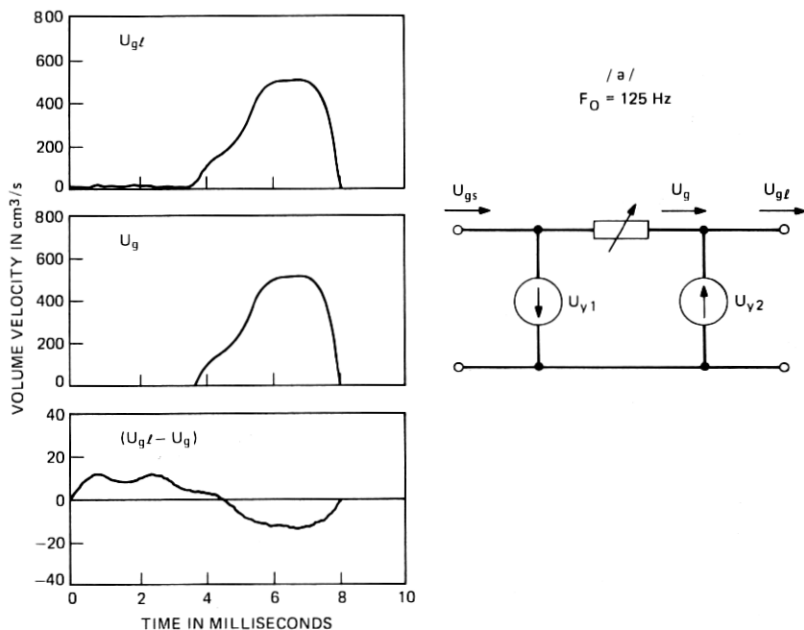 800
U_gℓ
600
400
200
0
800
U_g
600
400
200
0
40
(U_gℓ – U_g)
20
0
−20
−40
0 2 4 6 8 10
TIME IN MILLISECONDS
VOLUME VELOCITY IN cm³/s
/ə/
F_O = 125 Hz
U_gs U_g U_gℓ
U_y1 U_y2